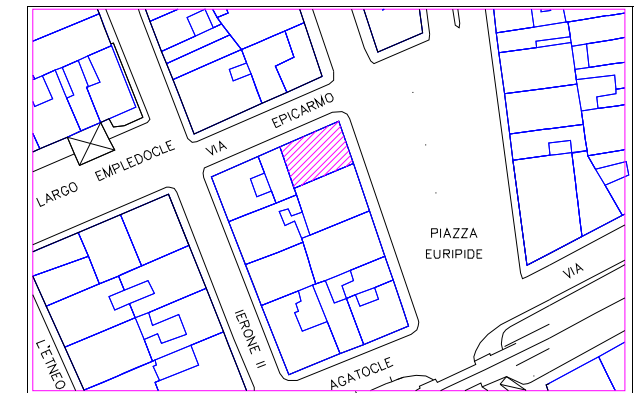 EPICARMO
VIA
EMPLEDOCLE
LARGO
PIAZZA
EURIPIDE
VIA
IERONE II
L'ETNEO
AGATOCLE